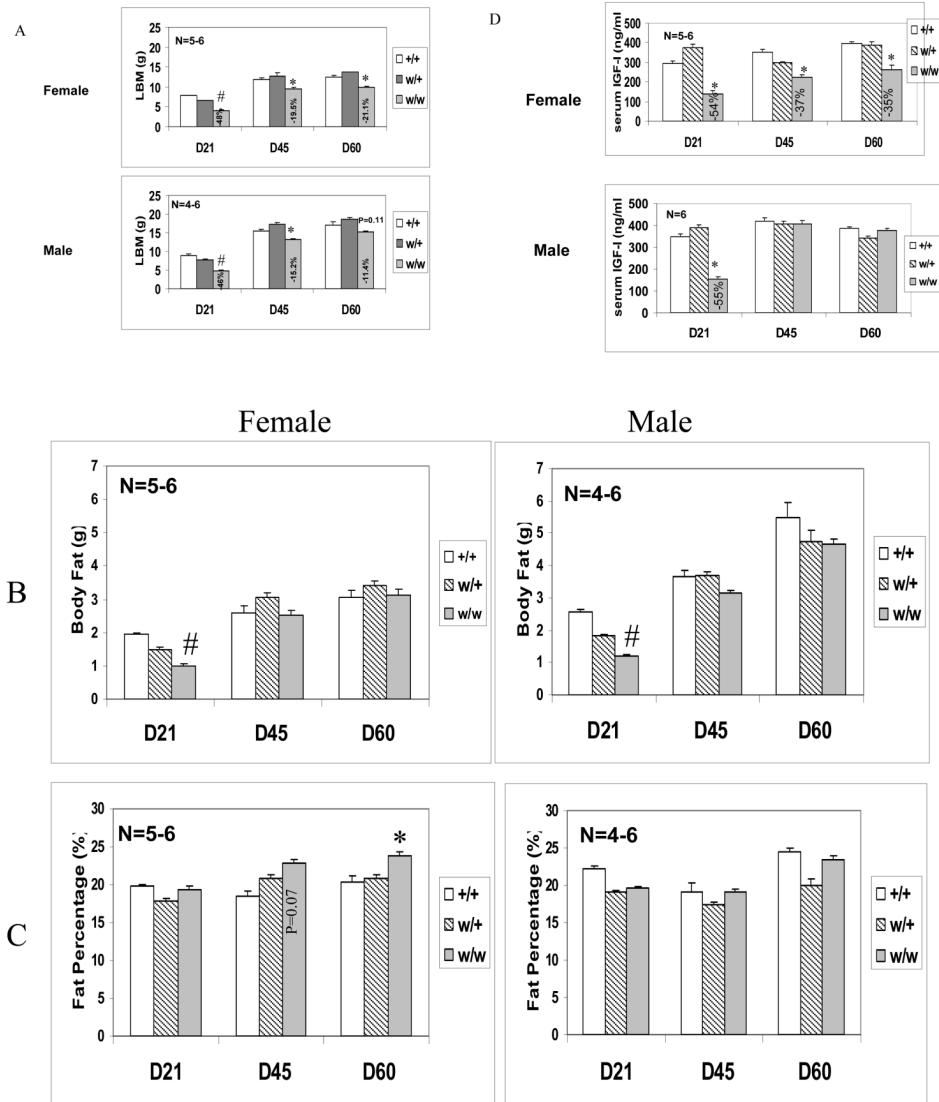 A
Female
LBM (g)
25
20
15
10
5
0
N=5-6
#
-48%
*
-19.5%
*
-21.1%
D21 D45 D60
+/+
w/+
w/w
Male
LBM (g)
25
20
15
10
5
0
N=4-6
#
-46%
*
-15.2%
P=0.11
-11.4%
D21 D45 D60
+/+
w/+
w/w
D
Female
serum IGF-I (ng/ml)
500
400
300
200
100
0
N=5-6
*
-54%
*
-37%
*
-35%
D21 D45 D60
+/+
w/+
w/w
Male
serum IGF-I (ng/ml)
500
400
300
200
100
0
N=6
*
-55%
D21 D45 D60
+/+
w/+
w/w
Female Male
B
Body Fat (g)
7
6
5
4
3
2
1
0
N=5-6
#
D21 D45 D60
+/+
w/+
w/w
Body Fat (g)
7
6
5
4
3
2
1
0
N=4-6
#
D21 D45 D60
+/+
w/+
w/w
C
Fat Percentage (%)
30
25
20
15
10
5
0
N=5-6
P=0.07
*
D21 D45 D60
+/+
w/+
w/w
Fat Percentage (%)
30
25
20
15
10
5
0
N=4-6
D21 D45 D60
+/+
w/+
w/w